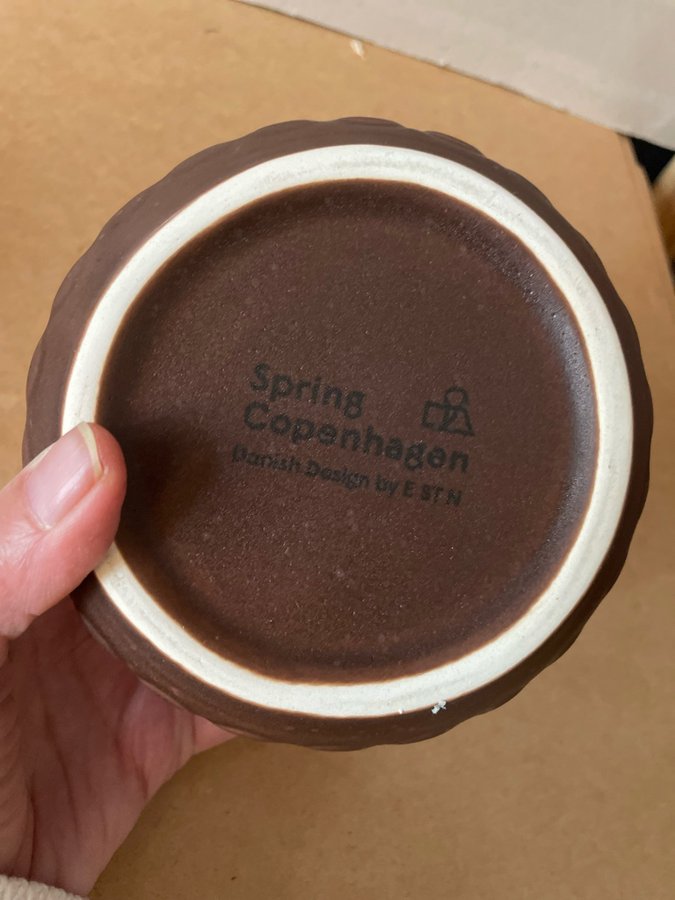 Spring
Copenhagen
Danish Design by E ST N